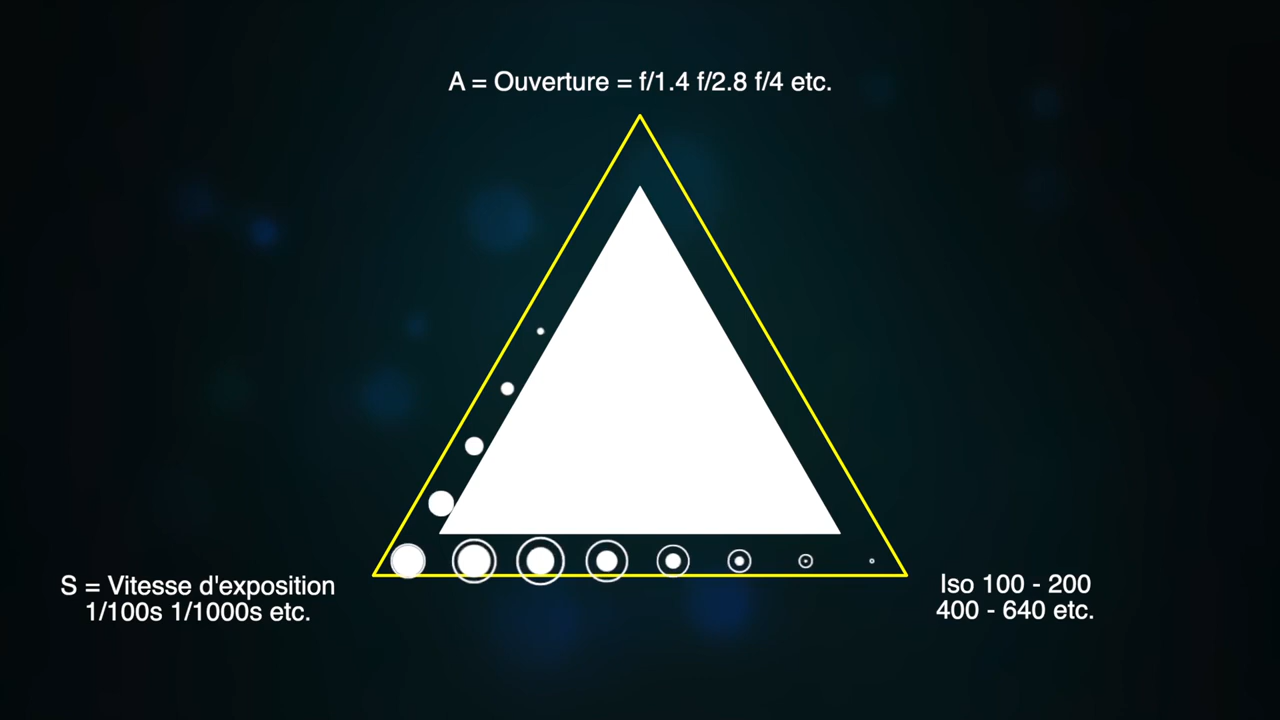 A = Ouverture = f/1.4 f/2.8 f/4 etc.
S = Vitesse d'exposition
1/100s 1/1000s etc.
Iso 100 - 200
400 - 640 etc.